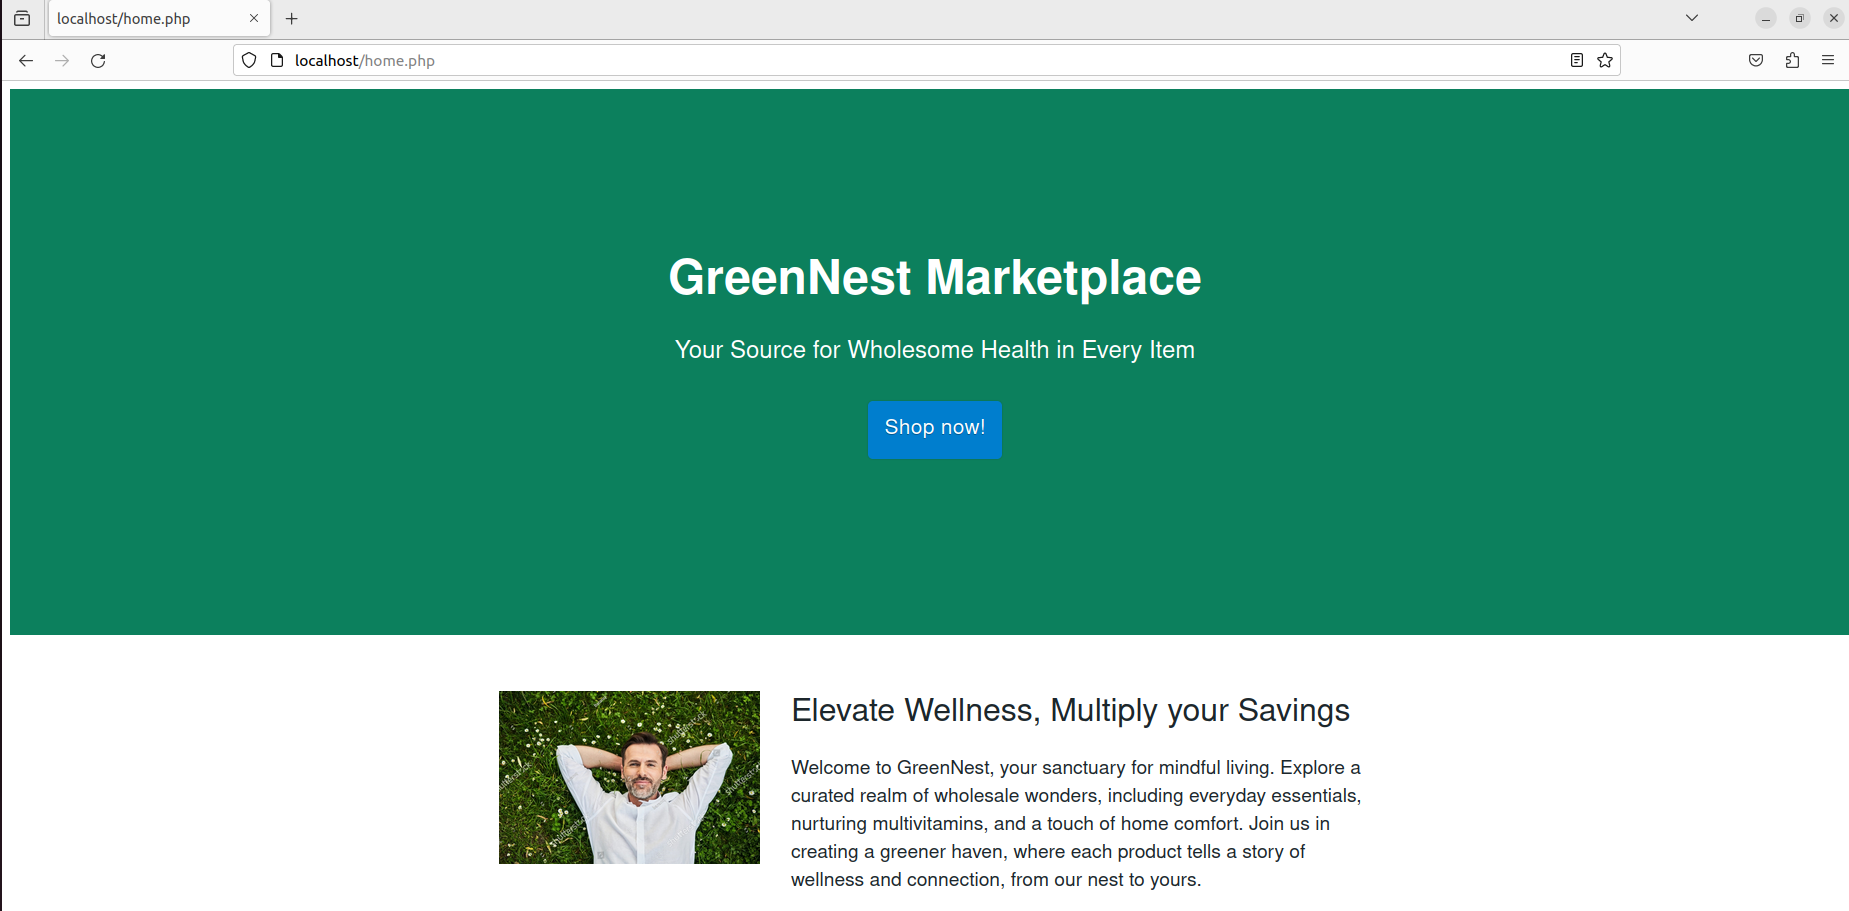 localhost/home.php
localhost/home.php
GreenNest Marketplace
Your Source for Wholesome Health in Every Item
Shop now!
Elevate Wellness, Multiply your Savings
Welcome to GreenNest, your sanctuary for mindful living. Explore a
curated realm of wholesale wonders, including everyday essentials,
nurturing multivitamins, and a touch of home comfort. Join us in
creating a greener haven, where each product tells a story of
wellness and connection, from our nest to yours.